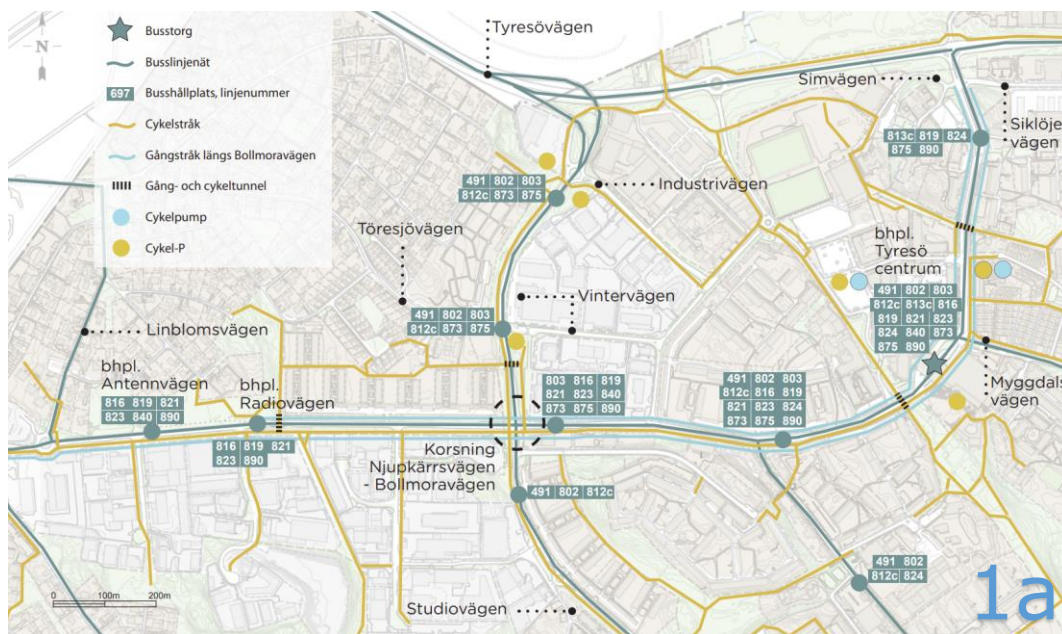 N
Busstorg
Busslinjenät
697 Busshållplats, linjenummer
Cykelstråk
Gångstråk längs Bollmoravägen
Gång- och cykeltunnel
Cykelpump
Cykel-P
Tyresövägen
Simvägen
Siklöje
vägen
813c 819 824
875 890
491 802 803
812c 873 875
Industrivägen
Töresjövägen
bhpl.
Tyresö
centrum
491 802 803
812c 813c 816
819 821 823
824 840 873
875 890
491 802 803
812c 873 875
Vintervägen
Linblomsvägen
bhpl.
Antennvägen
816 819 821
823 840 890
bhpl.
Radiovägen
816 819 821
823 890
803 816 819
821 823 840
873 875 890
491 802 803
812c 816 819
821 823 824
873 875 890
Myggdals
vägen
Korsning
Njupkärrsvägen
- Bollmoravägen
491 802 812c
491 802
812c 824
Studiovägen
0 100m 200m
1a